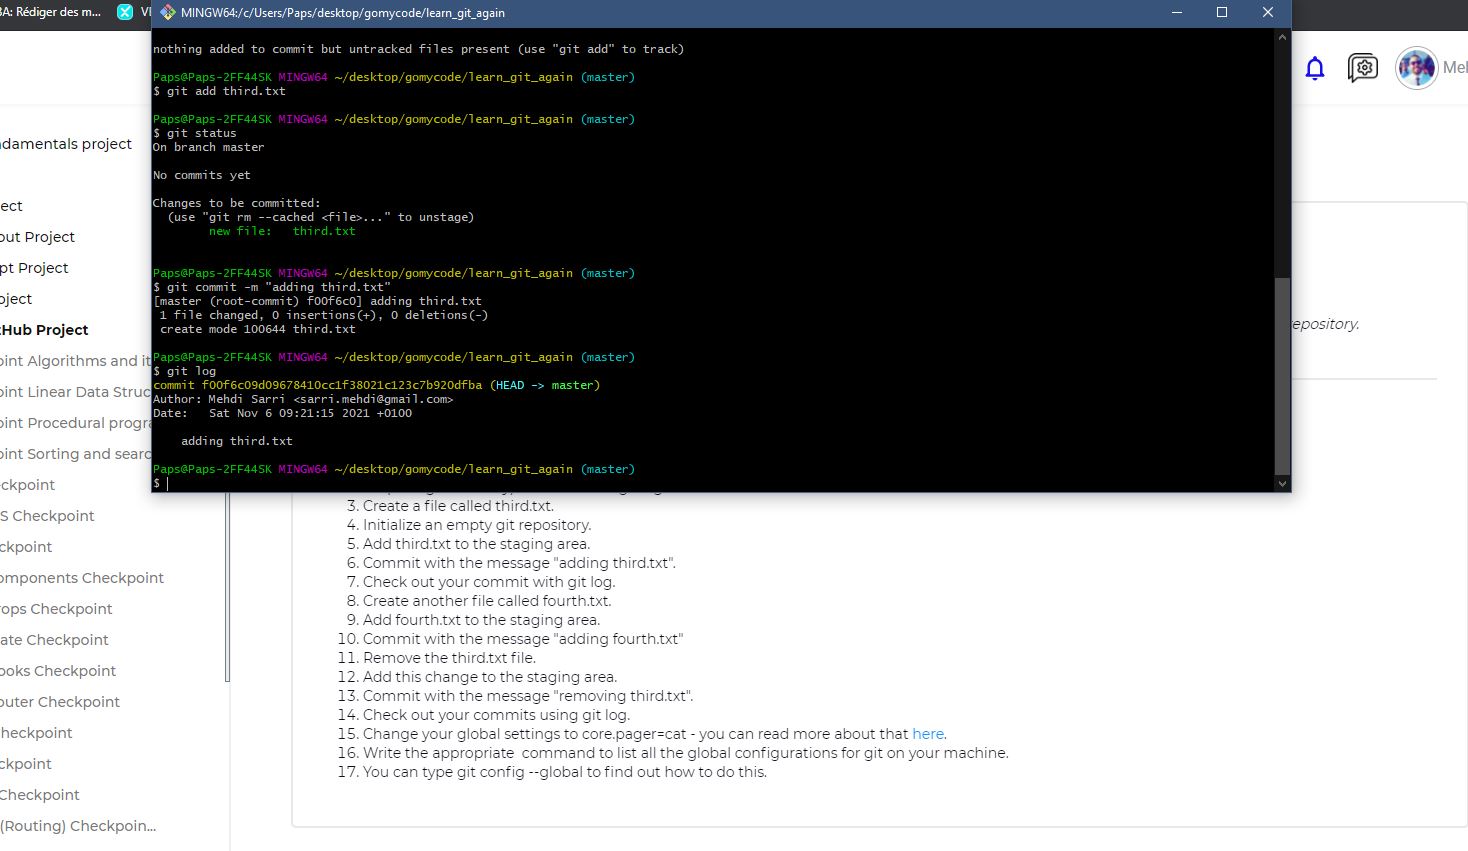 BA: Rédiger des m...
MINGW64:/c/Users/Paps/desktop/gomycode/learn_git_again
nothing added to commit but untracked files present (use "git add" to track)
Paps@Paps-2FF44SK MINGW64 ~/desktop/gomycode/learn_git_again (master)
$ git add third.txt
Paps@Paps-2FF44SK MINGW64 ~/desktop/gomycode/learn_git_again (master)
$ git status
On branch master
No commits yet
Changes to be committed:
(use "git rm --cached <file>..." to unstage)
new file: third.txt
Paps@Paps-2FF44SK MINGW64 ~/desktop/gomycode/learn_git_again (master)
$ git commit -m "adding third.txt"
[master (root-commit) f00f6c0] adding third.txt
1 file changed, 0 insertions(+), 0 deletions(-)
create mode 100644 third.txt
Paps@Paps-2FF44SK MINGW64 ~/desktop/gomycode/learn_git_again (master)
$ git log
commit f00f6c09d09678410cc1f38021c123c7b920dfba (HEAD -> master)
Author: Mehdi Sarri <sarri.mehdi@gmail.com>
Date: Sat Nov 6 09:21:15 2021 +0100
adding third.txt
Paps@Paps-2FF44SK MINGW64 ~/desktop/gomycode/learn_git_again (master)
$
Meh
ndamentals project
ject
out Project
pt Project
oject
tHub Project
oint Algorithms and it
oint Linear Data Struc
oint Procedural progra
oint Sorting and searc
eckpoint
S Checkpoint
ckpoint
omponents Checkpoint
rops Checkpoint
ate Checkpoint
ooks Checkpoint
outer Checkpoint
heckpoint
ckpoint
Checkpoint
(Routing) Checkpoin...
repository.
3. Create a file called third.txt.
4. Initialize an empty git repository.
5. Add third.txt to the staging area.
6. Commit with the message "adding third.txt".
7. Check out your commit with git log.
8. Create another file called fourth.txt.
9. Add fourth.txt to the staging area.
10. Commit with the message "adding fourth.txt"
11. Remove the third.txt file.
12. Add this change to the staging area.
13. Commit with the message "removing third.txt".
14. Check out your commits using git log.
15. Change your global settings to core.pager=cat - you can read more about that here.
16. Write the appropriate command to list all the global configurations for git on your machine.
17. You can type git config --global to find out how to do this.